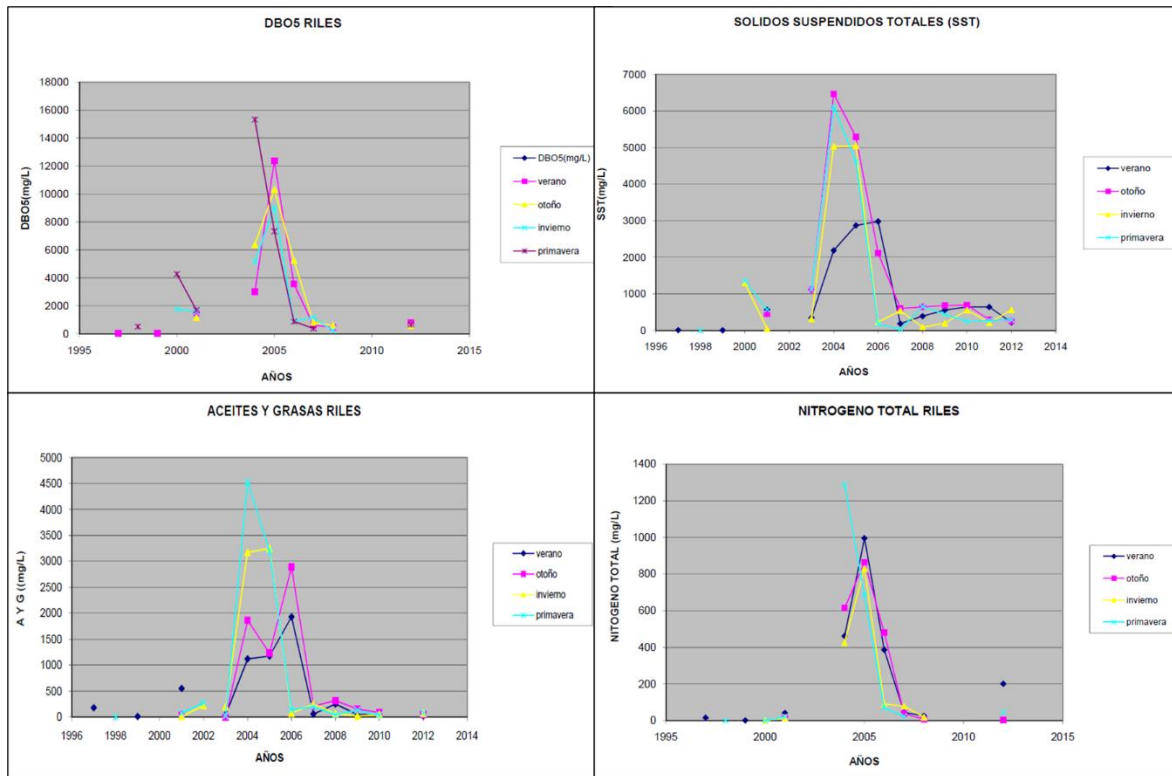 DBO5 RILES
18000
16000
14000
12000
10000
8000
6000
4000
2000
0
DBO5(mg/L)
1995 2000 2005 2010 2015
AÑOS
DBO5(mg/L)
verano
otoño
invierno
primavera
SOLIDOS SUSPENDIDOS TOTALES (SST)
7000
6000
5000
4000
3000
2000
1000
0
SST(mg/L)
1996 1998 2000 2002 2004 2006 2008 2010 2012 2014
AÑOS
verano
otoño
invierno
primavera
ACEITES Y GRASAS RILES
5000
4500
4000
3500
3000
2500
2000
1500
1000
500
0
A Y G (mg/L)
1996 1998 2000 2002 2004 2006 2008 2010 2012 2014
AÑOS
verano
otoño
invierno
primavera
NITROGENO TOTAL RILES
1400
1200
1000
800
600
400
200
0
NITOGENO TOTAL (mg/L)
1995 2000 2005 2010 2015
AÑOS
verano
otoño
invierno
primavera